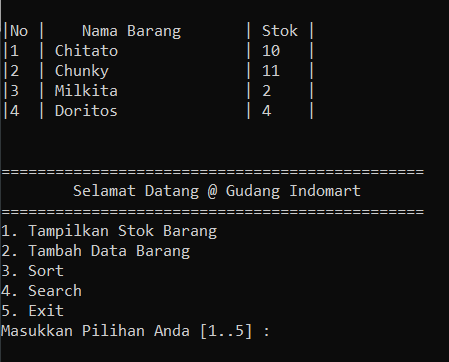 |No |    Nama Barang       | Stok |
|1  | Chitato              | 10   |
|2  | Chunky               | 11   |
|3  | Milkita              | 2    |
|4  | Doritos              | 4    |
===============================================
        Selamat Datang @ Gudang Indomart
===============================================
1. Tampilkan Stok Barang
2. Tambah Data Barang
3. Sort
4. Search
5. Exit
Masukkan Pilihan Anda [1..5] :